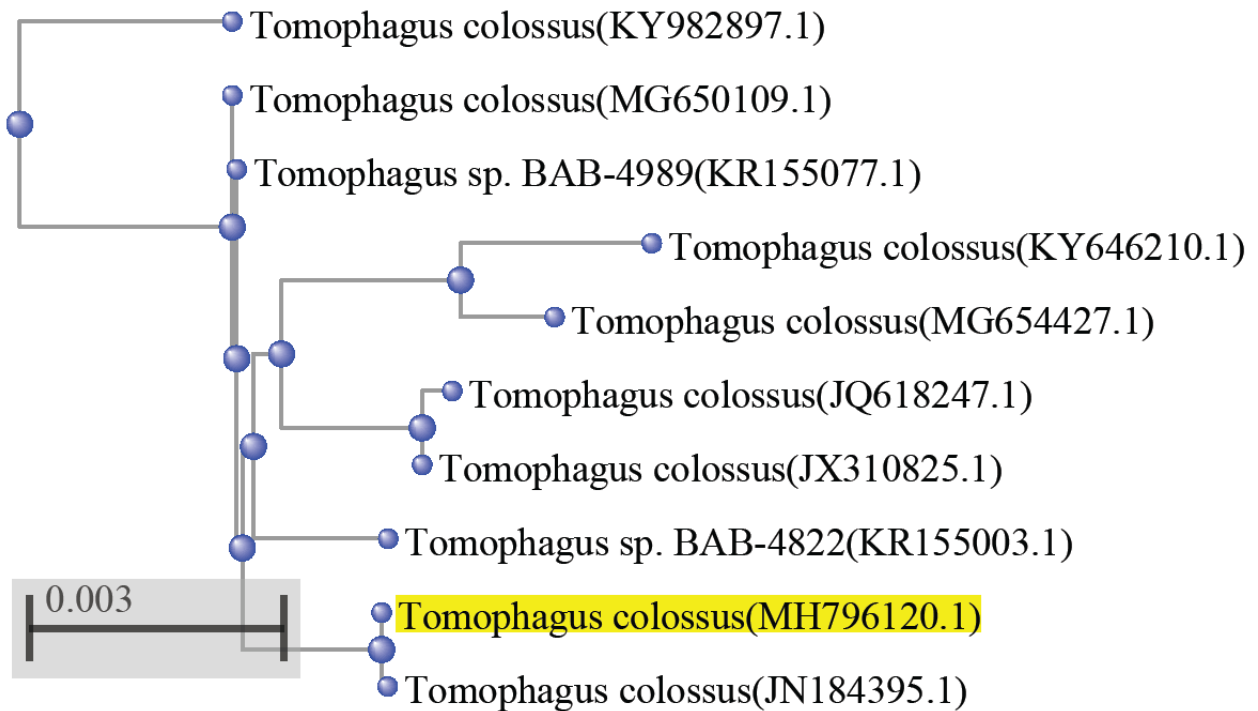 Tomophagus colossus(KY982897.1)
Tomophagus colossus(MG650109.1)
Tomophagus sp. BAB-4989(KR155077.1)
Tomophagus colossus(KY646210.1)
Tomophagus colossus(MG654427.1)
Tomophagus colossus(JQ618247.1)
Tomophagus colossus(JX310825.1)
Tomophagus sp. BAB-4822(KR155003.1)
0.003
Tomophagus colossus(MH796120.1)
Tomophagus colossus(JN184395.1)